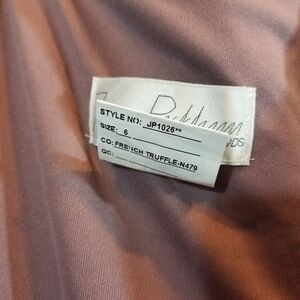 STYLE NO: JP1026**
SIZE: 6
CO: FRENCH TRUFFLE-N479
QC: